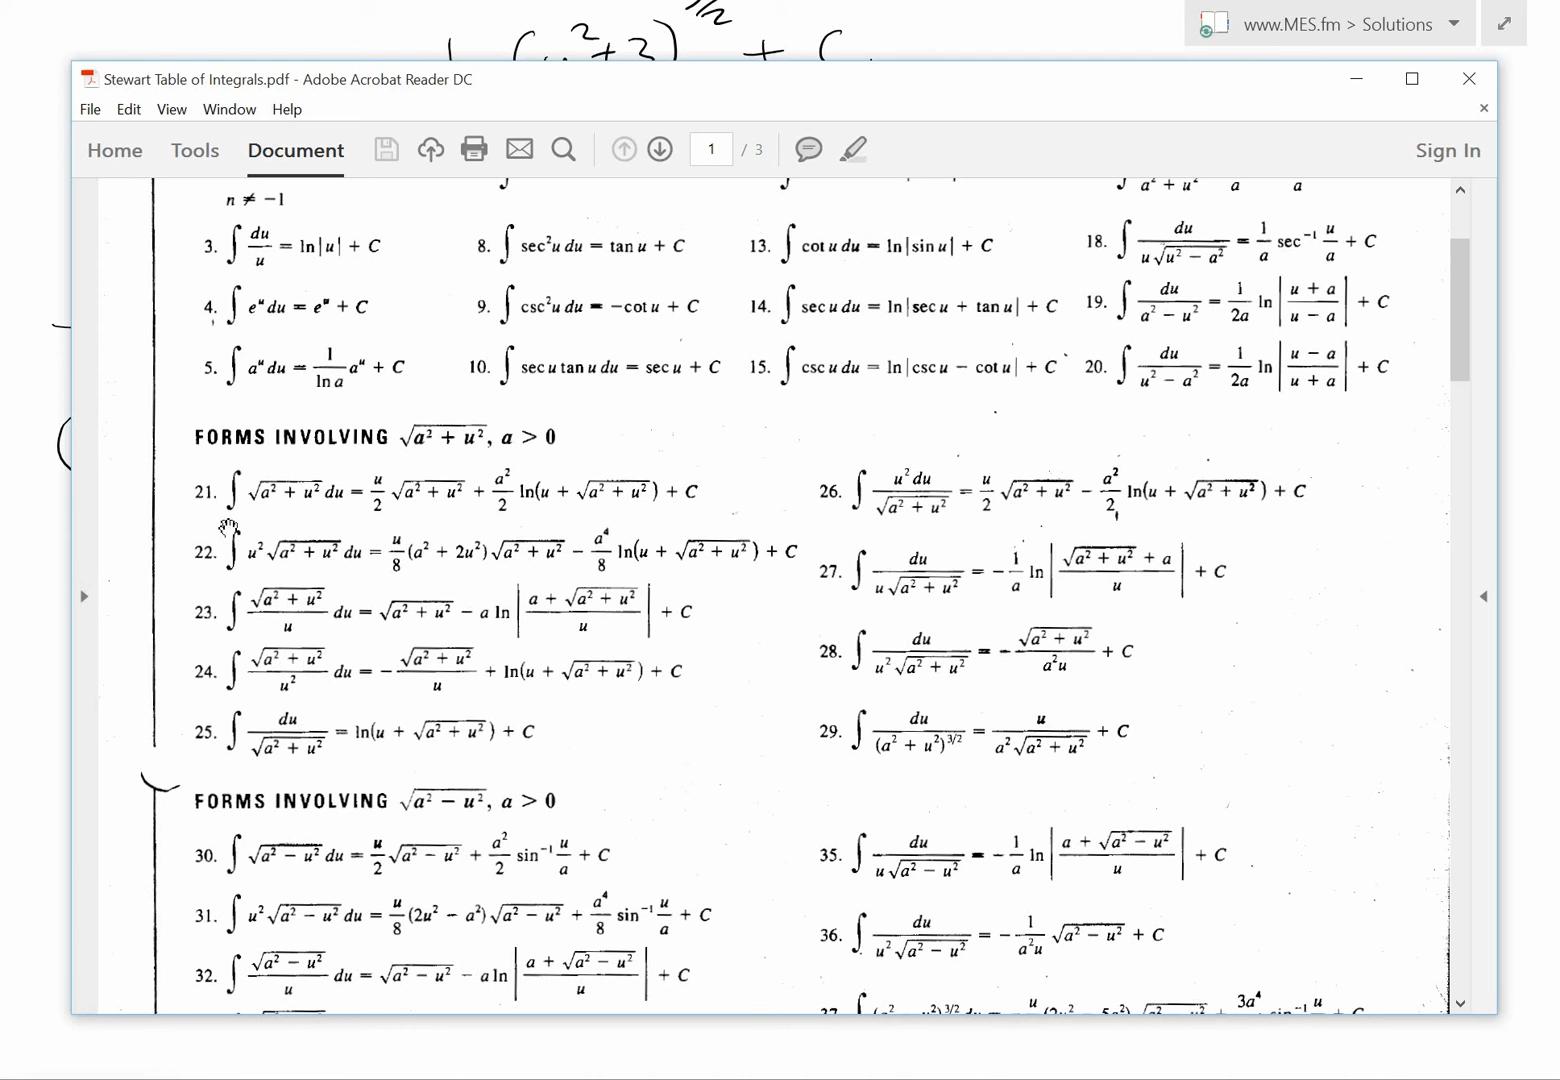 www.MES.fm > Solutions
(u²+3)^3/2 + C
Stewart Table of Integrals.pdf - Adobe Acrobat Reader DC
File Edit View Window Help
Home Tools Document 1 / 3 Sign In
n ≠ −1
a² + u² a a
3. ∫ du/u = ln|u| + C
8. ∫ sec²u du = tan u + C
13. ∫ cot u du = ln|sin u| + C
18. ∫ du/(u√(u² − a²)) = 1/a sec⁻¹ u/a + C
4. ∫ eᵘ du = eᵘ + C
9. ∫ csc²u du = −cot u + C
14. ∫ sec u du = ln|sec u + tan u| + C
19. ∫ du/(a² − u²) = 1/2a ln|(u + a)/(u − a)| + C
5. ∫ aᵘ du = 1/ln a aᵘ + C
10. ∫ sec u tan u du = sec u + C
15. ∫ csc u du = ln|csc u − cot u| + C
20. ∫ du/(u² − a²) = 1/2a ln|(u − a)/(u + a)| + C
FORMS INVOLVING √(a² + u²), a > 0
21. ∫ √(a² + u²) du = u/2 √(a² + u²) + a²/2 ln(u + √(a² + u²)) + C
22. ∫ u²√(a² + u²) du = u/8 (a² + 2u²)√(a² + u²) − a⁴/8 ln(u + √(a² + u²)) + C
23. ∫ √(a² + u²)/u du = √(a² + u²) − a ln|(a + √(a² + u²))/u| + C
24. ∫ √(a² + u²)/u² du = −√(a² + u²)/u + ln(u + √(a² + u²)) + C
25. ∫ du/√(a² + u²) = ln(u + √(a² + u²)) + C
26. ∫ u² du/√(a² + u²) = u/2 √(a² + u²) − a²/2 ln(u + √(a² + u²)) + C
27. ∫ du/(u√(a² + u²)) = −1/a ln|(√(a² + u²) + a)/u| + C
28. ∫ du/(u²√(a² + u²)) = −√(a² + u²)/a²u + C
29. ∫ du/(a² + u²)^3/2 = u/(a²√(a² + u²)) + C
FORMS INVOLVING √(a² − u²), a > 0
30. ∫ √(a² − u²) du = u/2 √(a² − u²) + a²/2 sin⁻¹ u/a + C
31. ∫ u²√(a² − u²) du = u/8 (2u² − a²)√(a² − u²) + a⁴/8 sin⁻¹ u/a + C
32. ∫ √(a² − u²)/u du = √(a² − u²) − a ln|(a + √(a² − u²))/u| + C
35. ∫ du/(u√(a² − u²)) = −1/a ln|(a + √(a² − u²))/u| + C
36. ∫ du/(u²√(a² − u²)) = −1/a²u √(a² − u²) + C